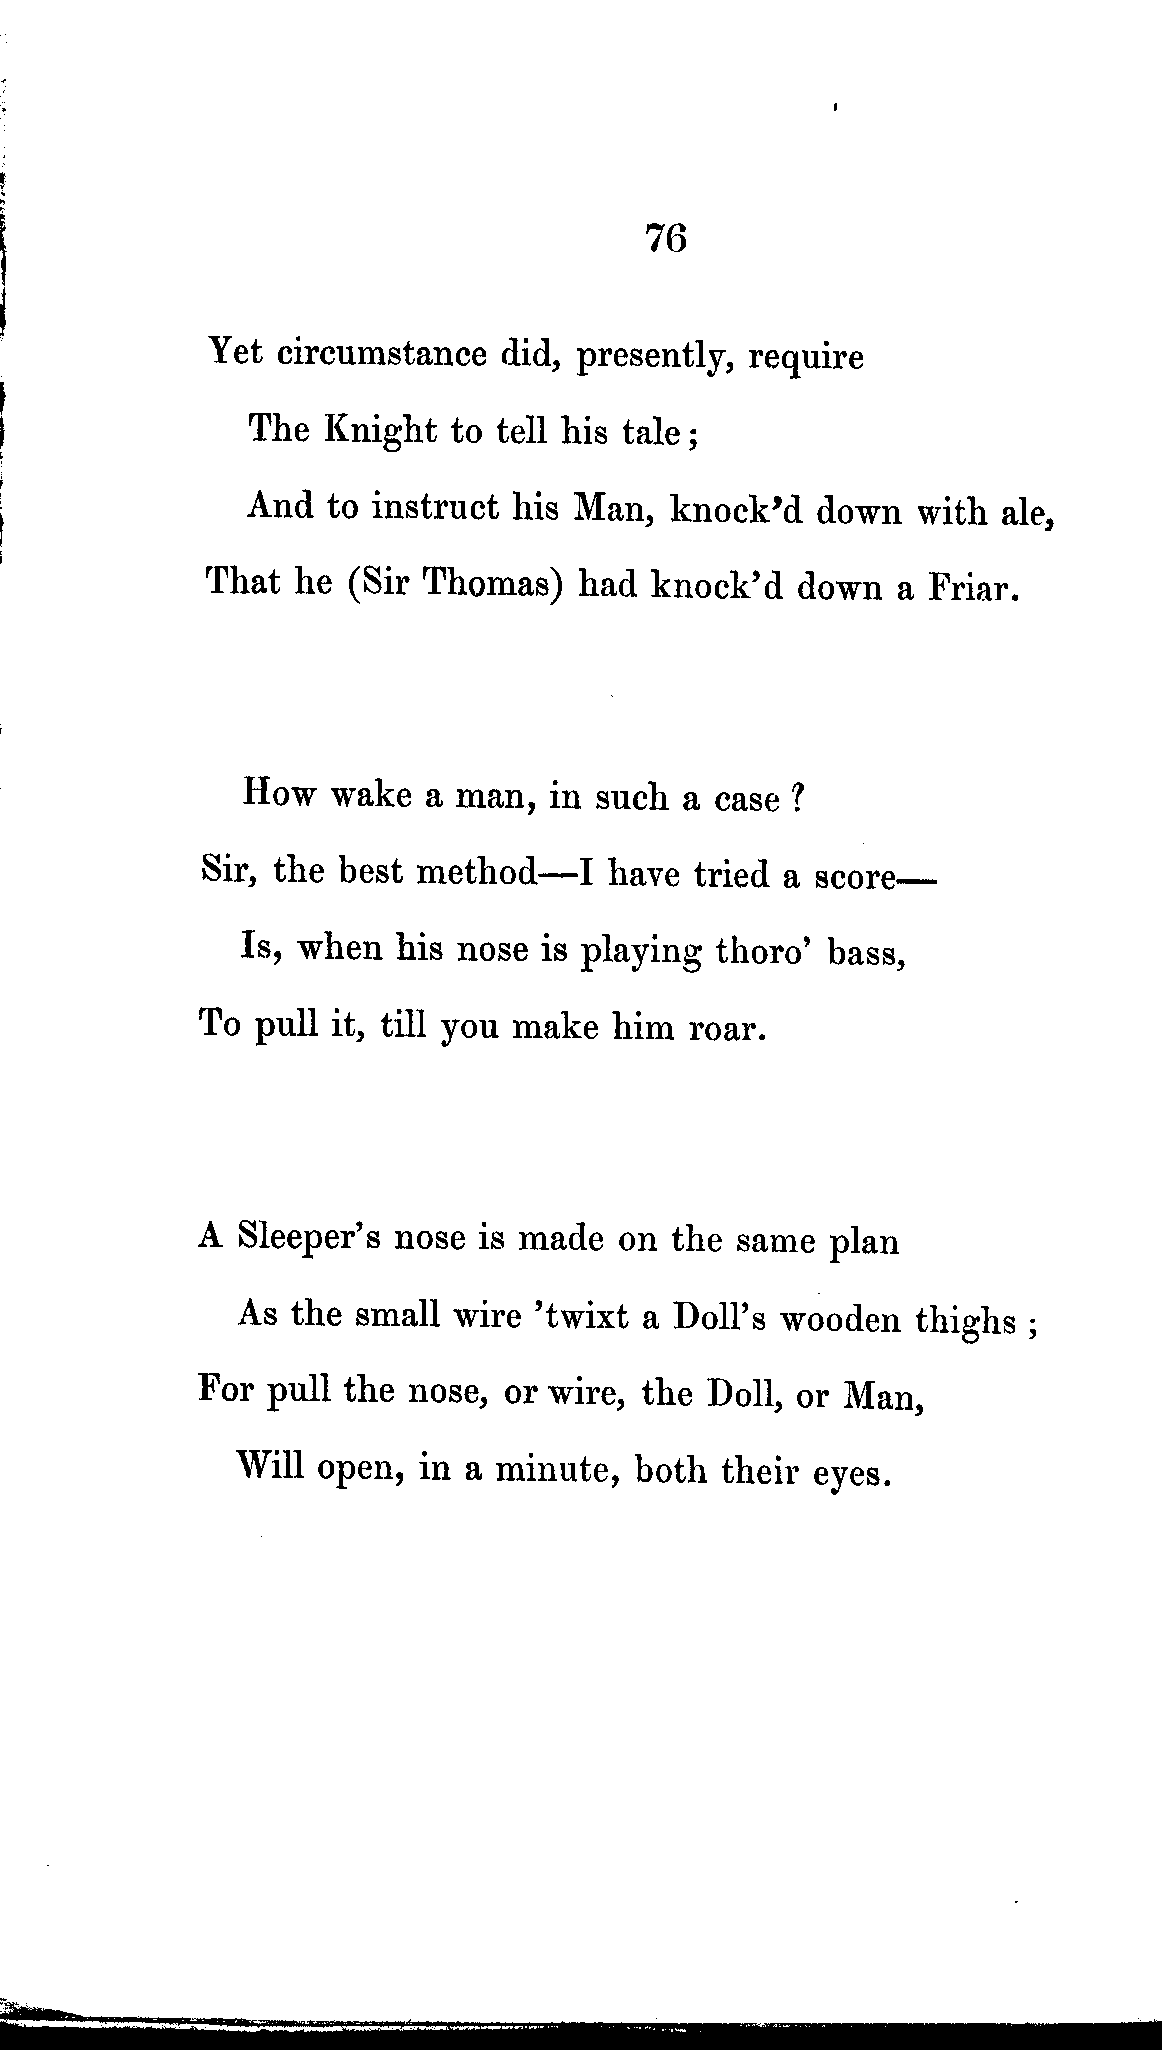 76
Yet circumstance did, presently, require
The Knight to tell his tale;
And to instruct his Man, knock'd down with ale,
That he (Sir Thomas) had knock'd down a Friar.
How wake a man, in such a case?
Sir, the best method—I have tried a score—
Is, when his nose is playing thoro' bass,
To pull it, till you make him roar.
A Sleeper's nose is made on the same plan
As the small wire 'twixt a Doll's wooden thighs;
For pull the nose, or wire, the Doll, or Man,
Will open, in a minute, both their eyes.